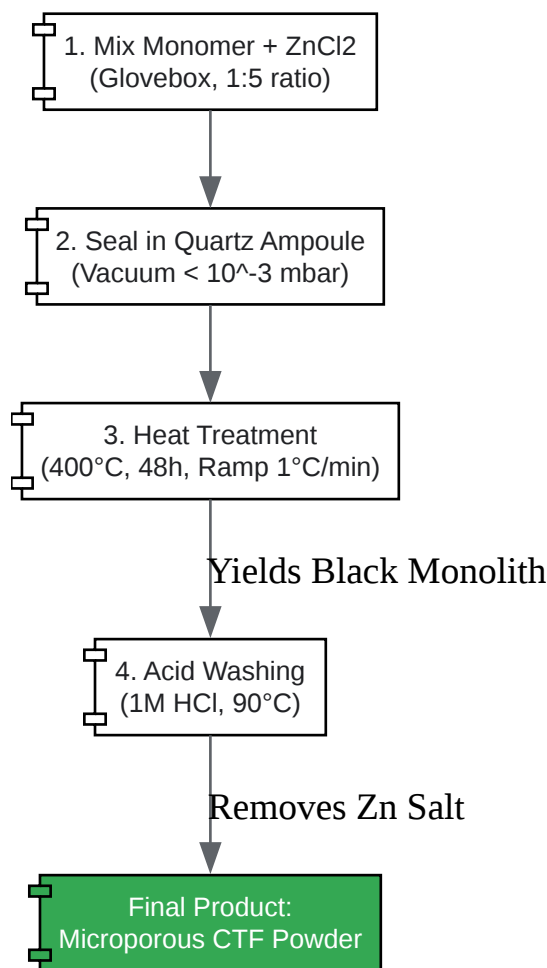 1. Mix Monomer + ZnCl2
(Glovebox, 1:5 ratio)
2. Seal in Quartz Ampoule
(Vacuum < 10^-3 mbar)
3. Heat Treatment
(400°C, 48h, Ramp 1°C/min)
Yields Black Monolith
4. Acid Washing
(1M HCl, 90°C)
Removes Zn Salt
Final Product:
Microporous CTF Powder